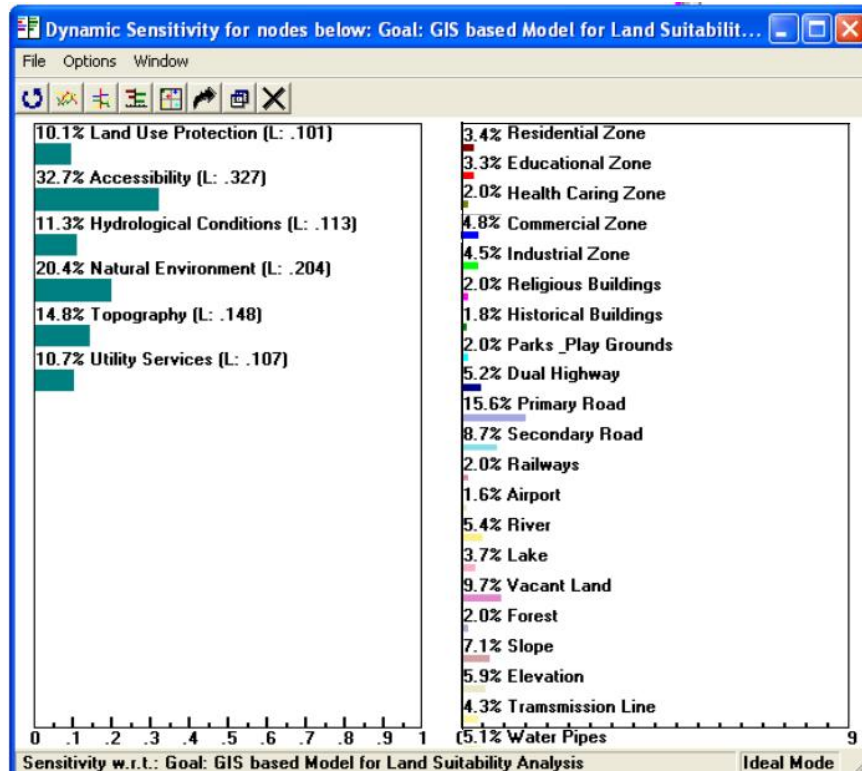 Dynamic Sensitivity for nodes below: Goal: GIS based Model for Land Suitabilit...
File Options Window
10.1% Land Use Protection (L: .101)
32.7% Accessibility (L: .327)
11.3% Hydrological Conditions (L: .113)
20.4% Natural Environment (L: .204)
14.8% Topography (L: .148)
10.7% Utility Services (L: .107)
0 .1 .2 .3 .4 .5 .6 .7 .8 .9 1
3.4% Residential Zone
3.3% Educational Zone
2.0% Health Caring Zone
4.8% Commercial Zone
4.5% Industrial Zone
2.0% Religious Buildings
1.8% Historical Buildings
2.0% Parks _Play Grounds
5.2% Dual Highway
15.6% Primary Road
8.7% Secondary Road
2.0% Railways
1.6% Airport
5.4% River
3.7% Lake
9.7% Vacant Land
2.0% Forest
7.1% Slope
5.9% Elevation
4.3% Tramsmission Line
5.1% Water Pipes 9
Sensitivity w.r.t.: Goal: GIS based Model for Land Suitability Analysis Ideal Mode